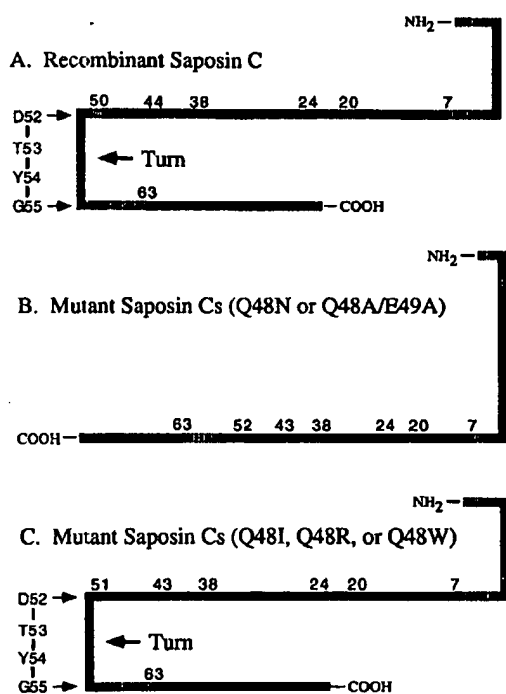 NH2
A. Recombinant Saposin C
50 44 38 24 20 7
D52
T53
Turn
Y54
63
G55
COOH
NH2
B. Mutant Saposin Cs (Q48N or Q48A/E49A)
63 52 43 38 24 20 7
COOH
NH2
C. Mutant Saposin Cs (Q48I, Q48R, or Q48W)
51 43 38 24 20 7
D52
T53
Turn
Y54
63
G55
COOH